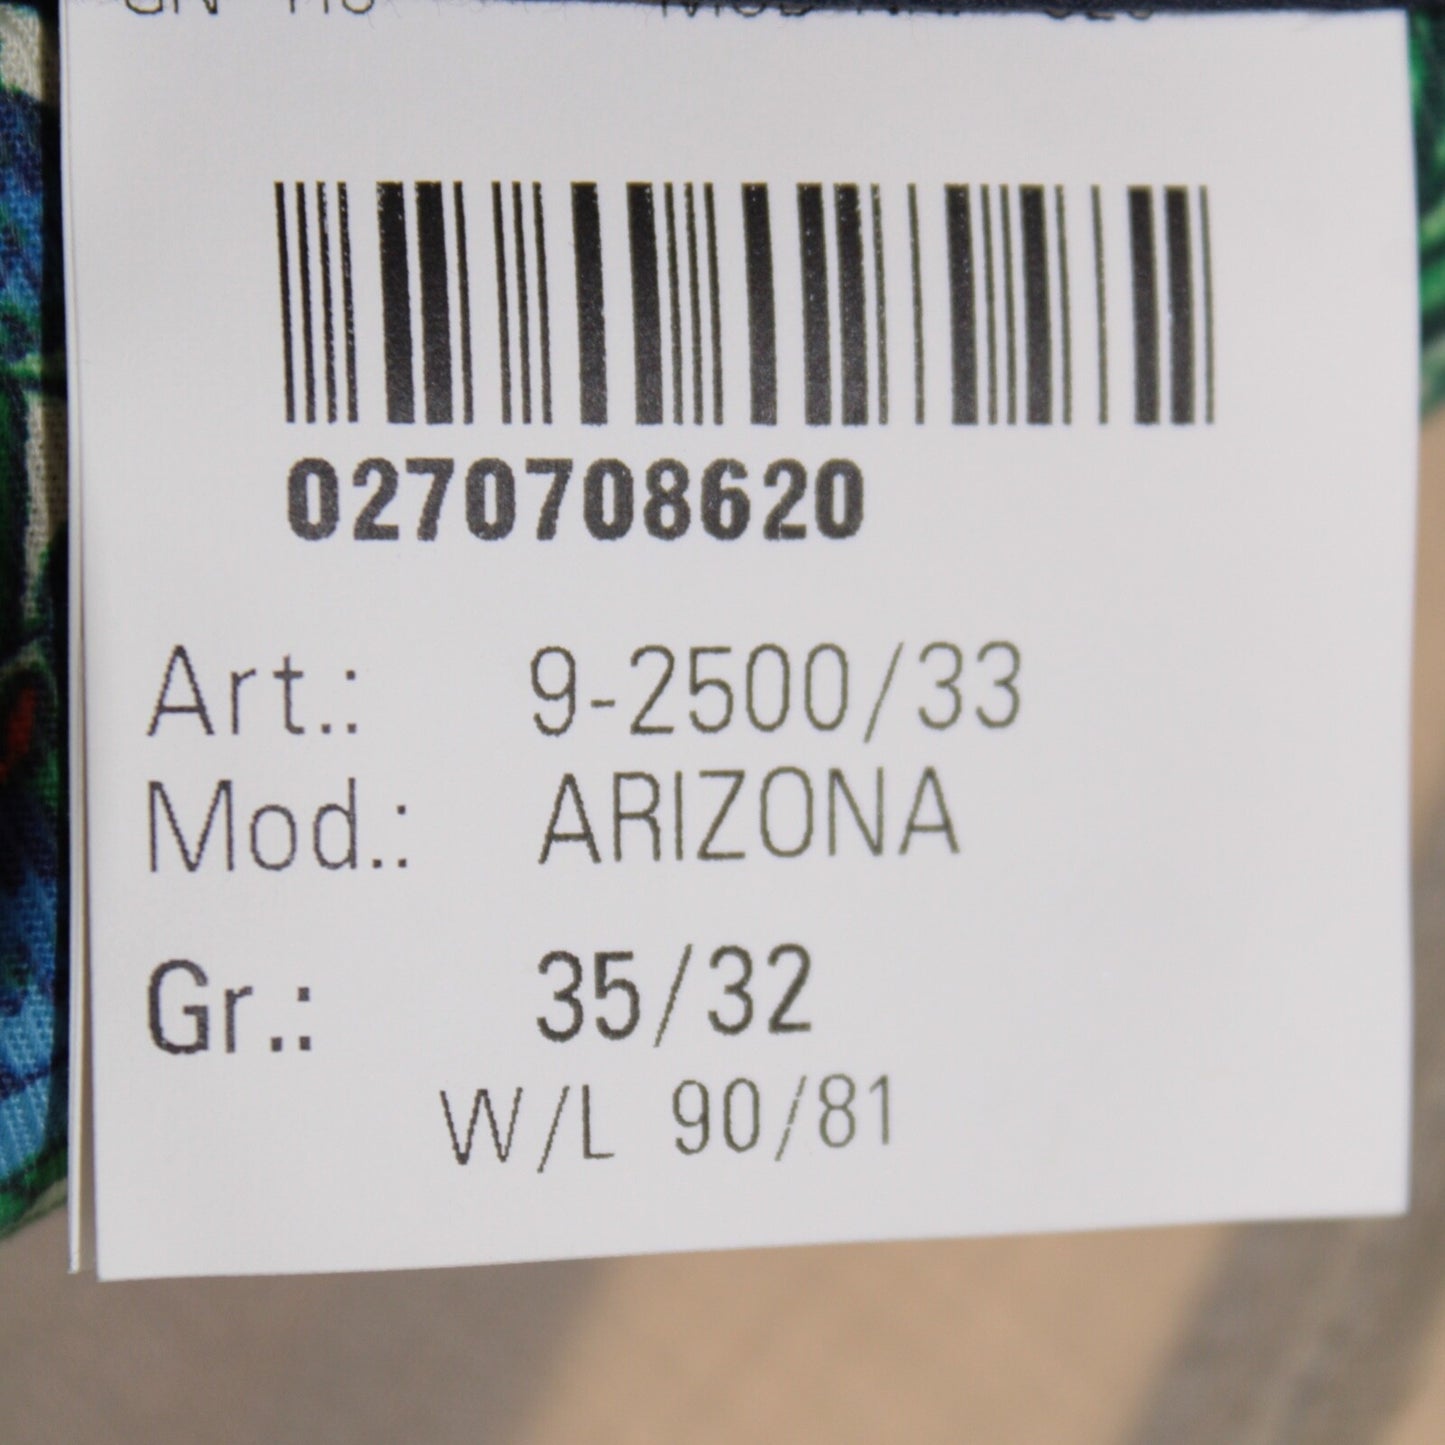 0270708620
Art.: 9-2500/33
Mod.: ARIZONA
Gr.: 35/32
W/L 90/81